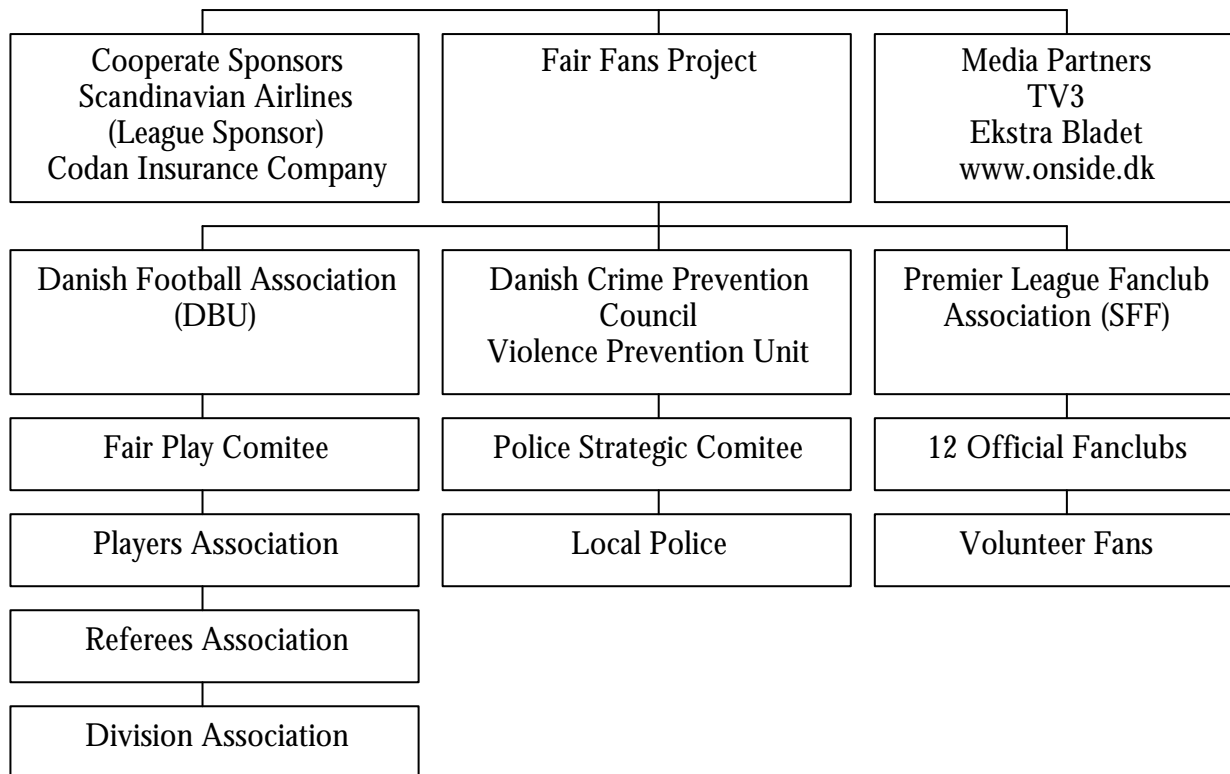 Cooperate Sponsors
Scandinavian Airlines
(League Sponsor)
Codan Insurance Company
Fair Fans Project
Media Partners
TV3
Ekstra Bladet
www.onside.dk
Danish Football Association
(DBU)
Danish Crime Prevention
Council
Violence Prevention Unit
Premier League Fanclub
Association (SFF)
Fair Play Comitee
Police Strategic Comitee
12 Official Fanclubs
Players Association
Local Police
Volunteer Fans
Referees Association
Division Association